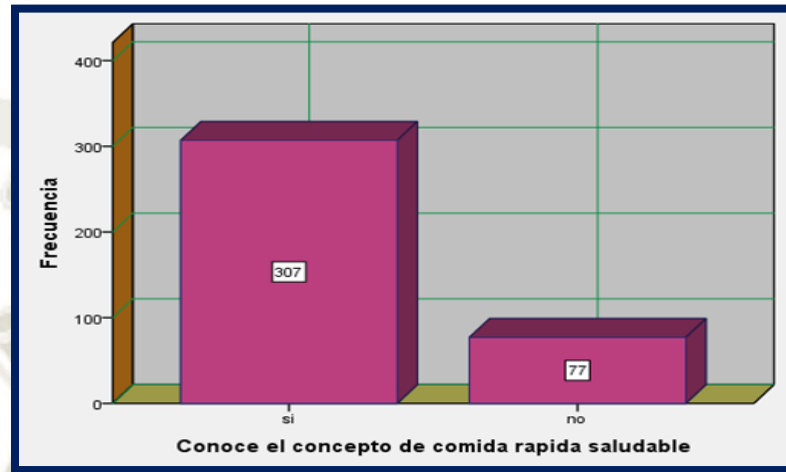 400
300
200
100
0
Frecuencia
307
77
si
no
Conoce el concepto de comida rapida saludable